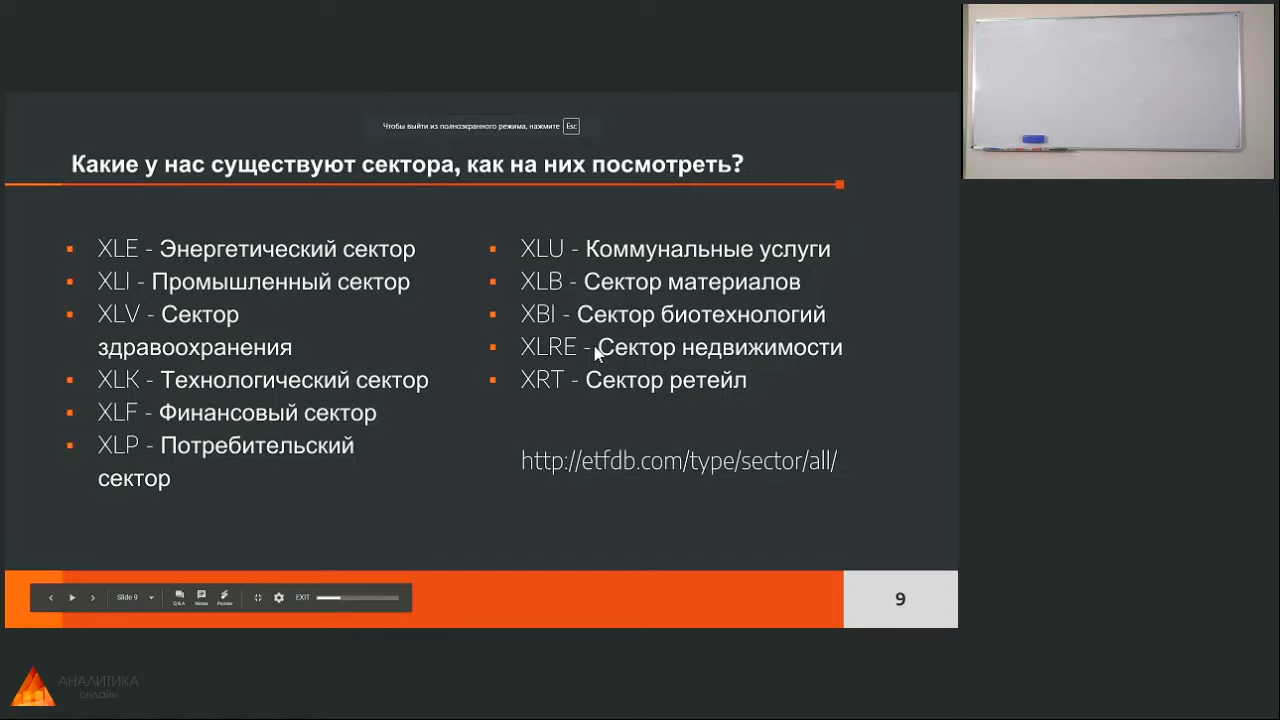 Чтобы выйти из полноэкранного режима, нажмите Esc
Какие у нас существуют сектора, как на них посмотреть?
XLE - Энергетический сектор
XLI - Промышленный сектор
XLV - Сектор
здравоохранения
XLK - Технологический сектор
XLF - Финансовый сектор
XLP - Потребительский
сектор
XLU - Коммунальные услуги
XLB - Сектор материалов
XBI - Сектор биотехнологий
XLRE - Сектор недвижимости
XRT - Сектор ретейл
http://etfdb.com/type/sector/all/
Slide 9
Q&A
Notes
Pointer
EXIT
9
АНАЛИТИКА
ОНЛАЙН